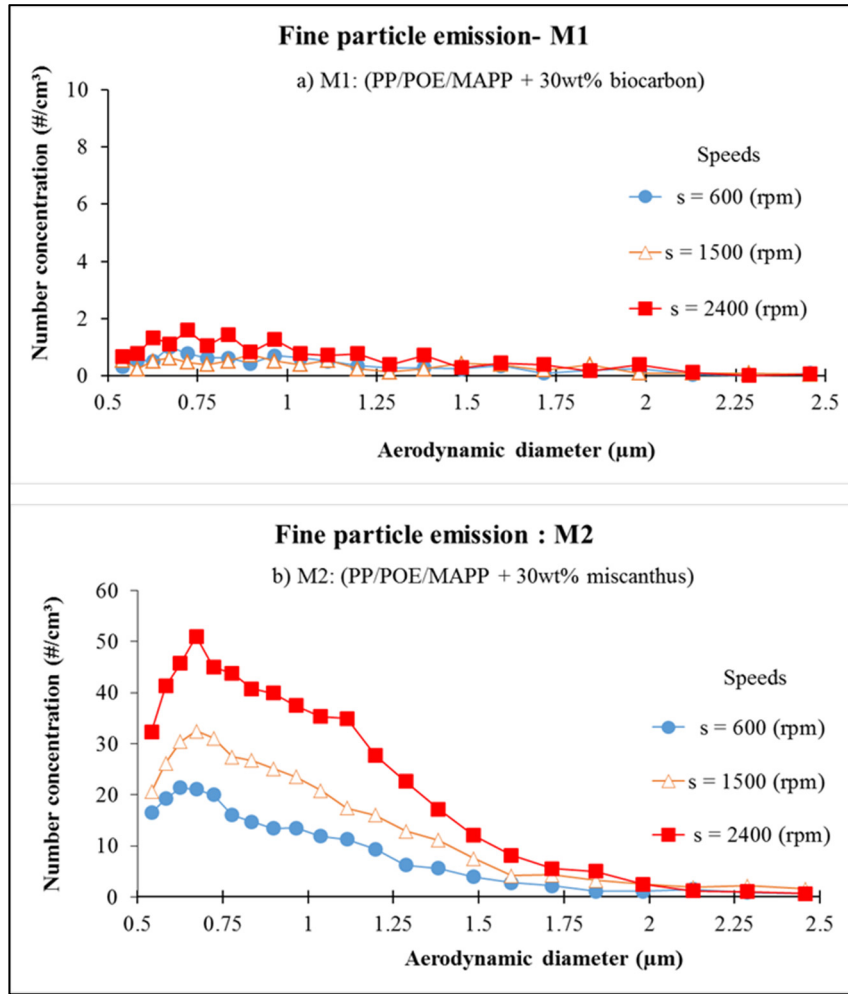 Fine particle emission- M1
a) M1: (PP/POE/MAPP + 30wt% biocarbon)
Number concentration (#/cm³)
10
8
6
4
2
0
Speeds
s = 600 (rpm)
s = 1500 (rpm)
s = 2400 (rpm)
0.5 0.75 1 1.25 1.5 1.75 2 2.25 2.5
Aerodynamic diameter (µm)
Fine particle emission : M2
b) M2: (PP/POE/MAPP + 30wt% miscanthus)
Number concentration (#/cm³)
60
50
40
30
20
10
0
Speeds
s = 600 (rpm)
s = 1500 (rpm)
s = 2400 (rpm)
0.5 0.75 1 1.25 1.5 1.75 2 2.25 2.5
Aerodynamic diameter (µm)